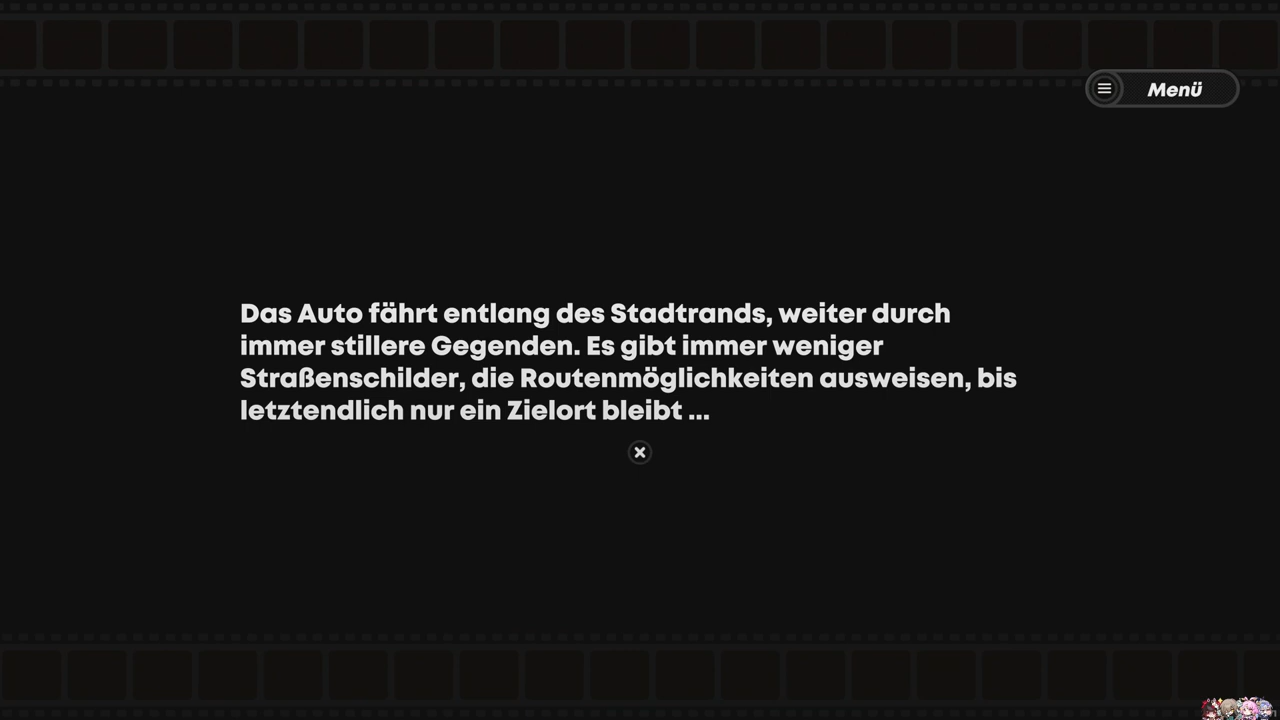 Menü
Das Auto fährt entlang des Stadtrands, weiter durch
immer stillere Gegenden. Es gibt immer weniger
Straßenschilder, die Routenmöglichkeiten ausweisen, bis
letztendlich nur ein Zielort bleibt ...